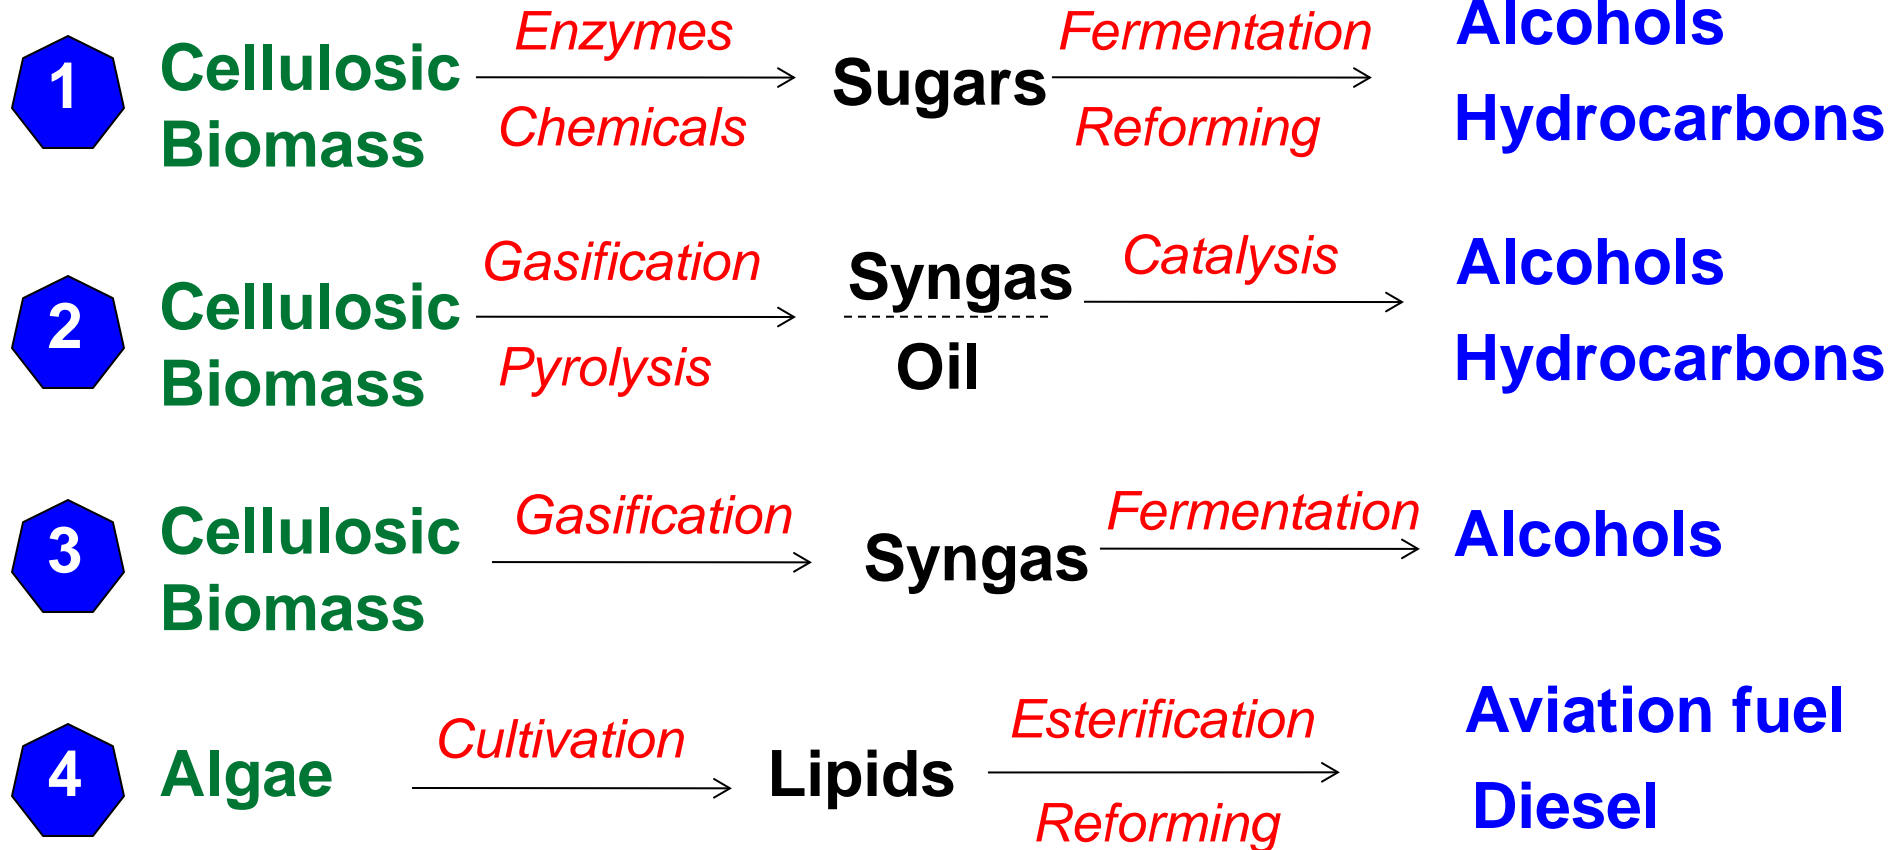 1
Cellulosic
Biomass
Enzymes
Chemicals
Sugars
Fermentation
Reforming
Alcohols
Hydrocarbons
2
Cellulosic
Biomass
Gasification
Pyrolysis
Syngas
Oil
Catalysis
Alcohols
Hydrocarbons
3
Cellulosic
Biomass
Gasification
Syngas
Fermentation
Alcohols
4
Algae
Cultivation
Lipids
Esterification
Reforming
Aviation fuel
Diesel